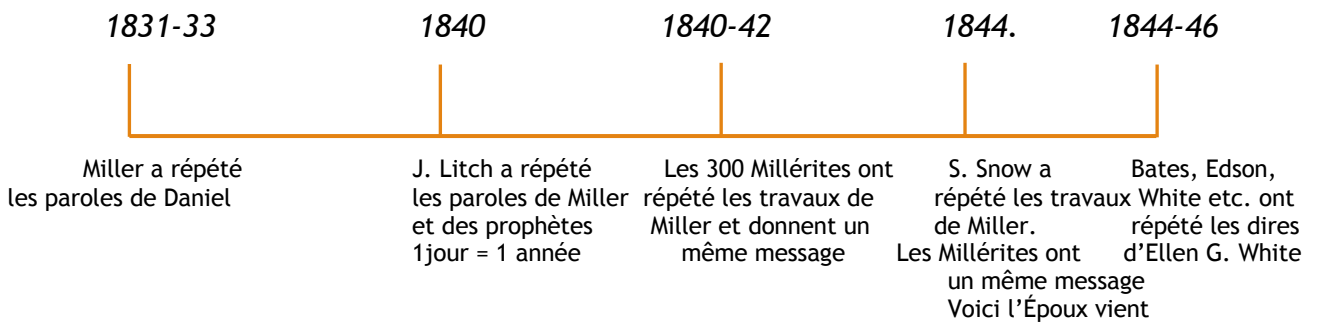 1831-33
1840
1840-42
1844.
1844-46
Miller a répété
les paroles de Daniel
J. Litch a répété
les paroles de Miller
et des prophètes
1jour = 1 année
Les 300 Millérites ont
répété les travaux de
Miller et donnent un
même message
S. Snow a
répété les travaux
de Miller.
Les Millérites ont
un même message
Voici l’Époux vient
Bates, Edson,
White etc. ont
répété les dires
d’Ellen G. White